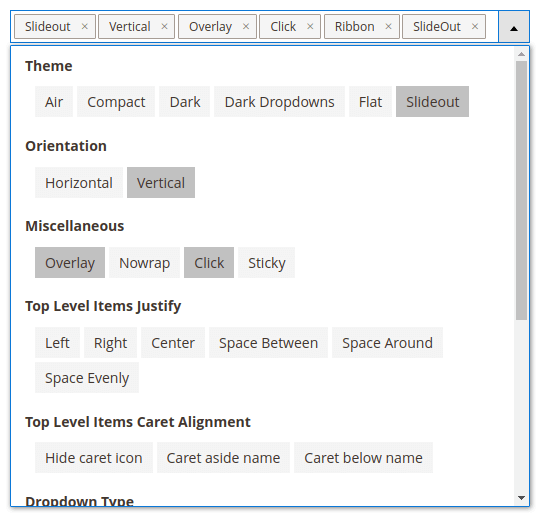 Slideout × Vertical × Overlay × Click × Ribbon × SlideOut ×
Theme
Air Compact Dark Dark Dropdowns Flat Slideout
Orientation
Horizontal Vertical
Miscellaneous
Overlay Nowrap Click Sticky
Top Level Items Justify
Left Right Center Space Between Space Around
Space Evenly
Top Level Items Caret Alignment
Hide caret icon Caret aside name Caret below name
Dropdown Type